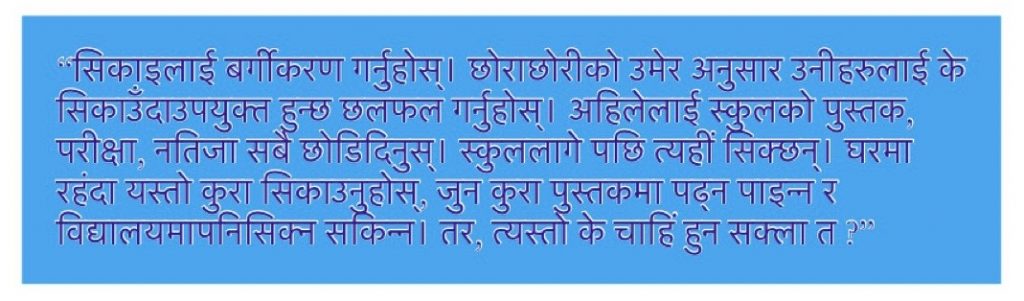 “सिकाइलाई बर्गीकरण गर्नुहोस्। छोराछोरीको उमेर अनुसार उनीहरुलाई के
सिकाउँदाउपयुक्त हुन्छ छलफल गर्नुहोस्। अहिलेलाई स्कुलको पुस्तक,
परीक्षा, नतिजा सबै छोडिदिनुस्। स्कुललागे पछि त्यहीं सिक्छन्। घरमा
रहंदा यस्तो कुरा सिकाउनुहोस्, जुन कुरा पुस्तकमा पढ्न पाइन्न र
विद्यालयमापनिसिक्न सकिन्न। तर, त्यस्तो के चाहिं हुन सक्ला त ?”